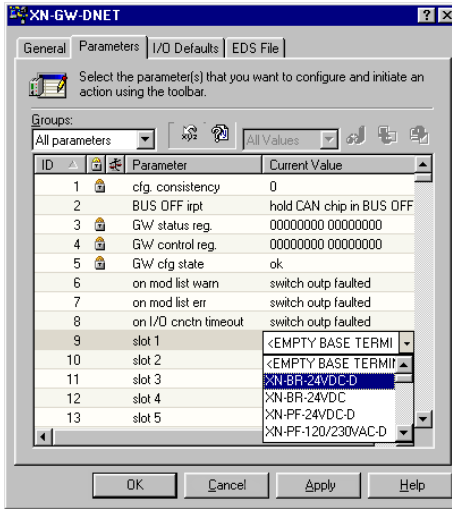 XN-GW-DNET
General Parameters I/O Defaults EDS File
Select the parameter(s) that you want to configure and initiate an
action using the toolbar.
Groups:
All parameters xyz All Values
ID Parameter Current Value
1 cfg. consistency 0
2 BUS OFF irpt hold CAN chip in BUS OFF
3 GW status reg. 00000000 00000000
4 GW control reg. 00000000 00000000
5 GW cfg state ok
6 on mod list warn switch outp faulted
7 on mod list err switch outp faulted
8 on I/O cnctn timeout switch outp faulted
9 slot 1 <EMPTY BASE TERMI
10 slot 2 <EMPTY BASE TERMIN
11 slot 3 XN-BR-24VDC-D
12 slot 4 XN-BR-24VDC
13 slot 5 XN-PF-24VDC-D
XN-PF-120/230VAC-D
OK Cancel Apply Help